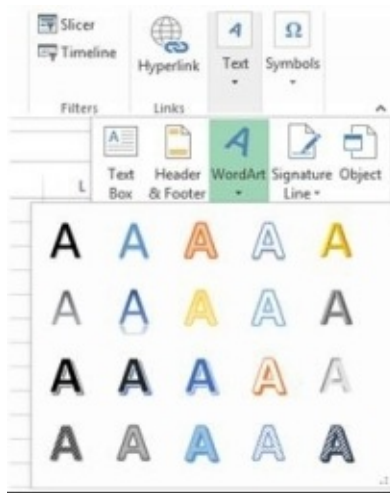 Slicer
Timeline
Hyperlink
Text
Symbols
Filters
Links
L
Text Box
Header & Footer
WordArt
Signature Line
Object
A A A A A
A A A A A
A A A A A
A A A A A